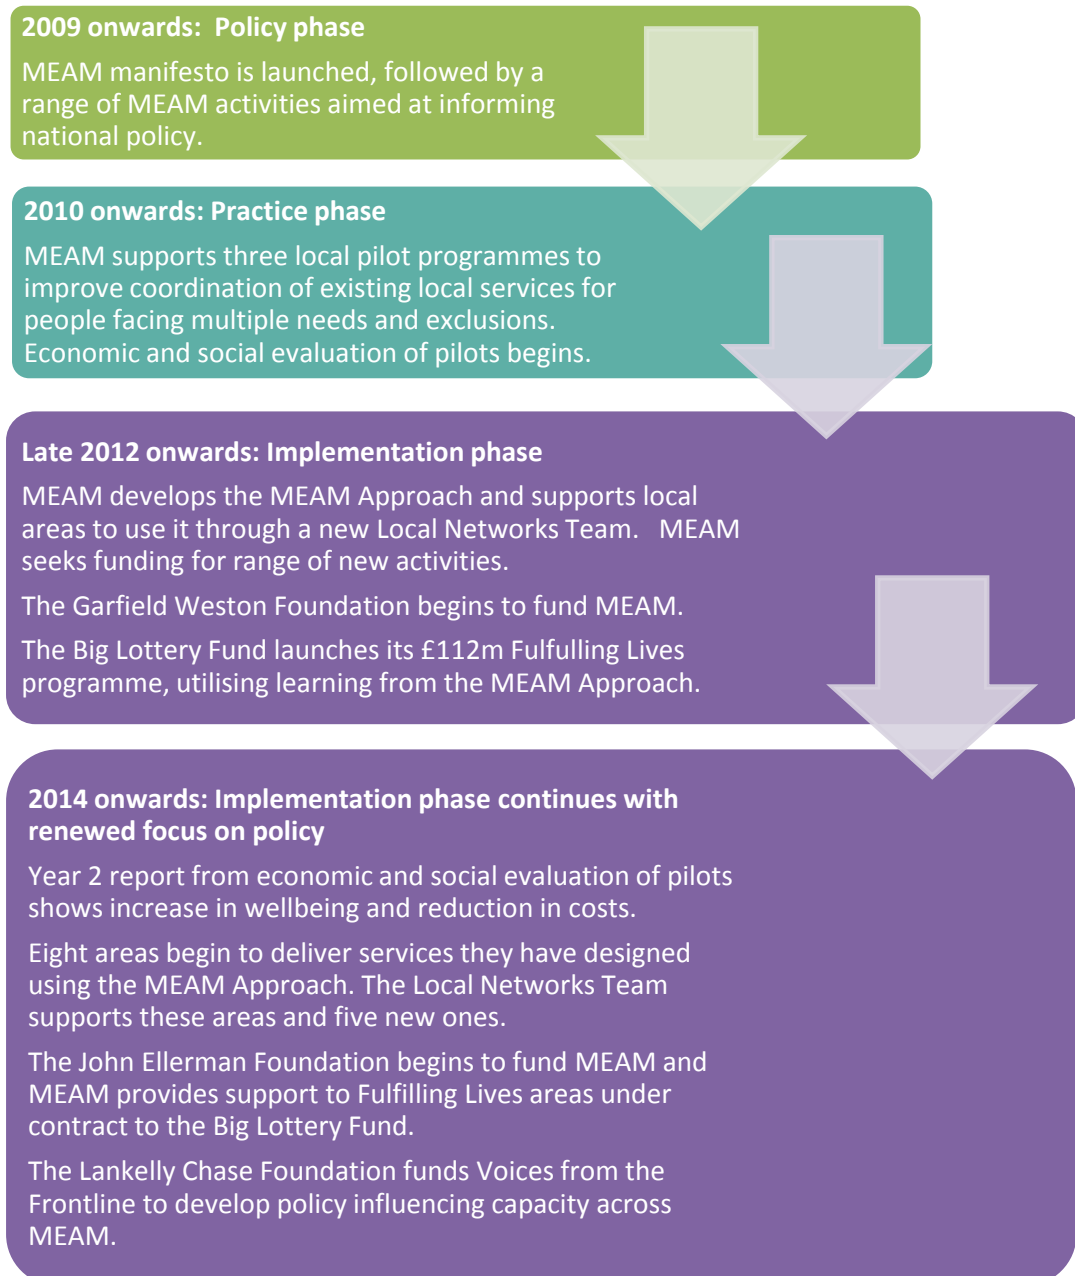 2009 onwards:  Policy phase
MEAM manifesto is launched, followed by a
range of MEAM activities aimed at informing
national policy.
2010 onwards: Practice phase
MEAM supports three local pilot programmes to
improve coordination of existing local services for
people facing multiple needs and exclusions.
Economic and social evaluation of pilots begins.
Late 2012 onwards: Implementation phase
MEAM develops the MEAM Approach and supports local
areas to use it through a new Local Networks Team.   MEAM
seeks funding for range of new activities.
The Garfield Weston Foundation begins to fund MEAM.
The Big Lottery Fund launches its £112m Fulfulling Lives
programme, utilising learning from the MEAM Approach.
2014 onwards: Implementation phase continues with
renewed focus on policy
Year 2 report from economic and social evaluation of pilots
shows increase in wellbeing and reduction in costs.
Eight areas begin to deliver services they have designed
using the MEAM Approach. The Local Networks Team
supports these areas and five new ones.
The John Ellerman Foundation begins to fund MEAM and
MEAM provides support to Fulfilling Lives areas under
contract to the Big Lottery Fund.
The Lankelly Chase Foundation funds Voices from the
Frontline to develop policy influencing capacity across
MEAM.